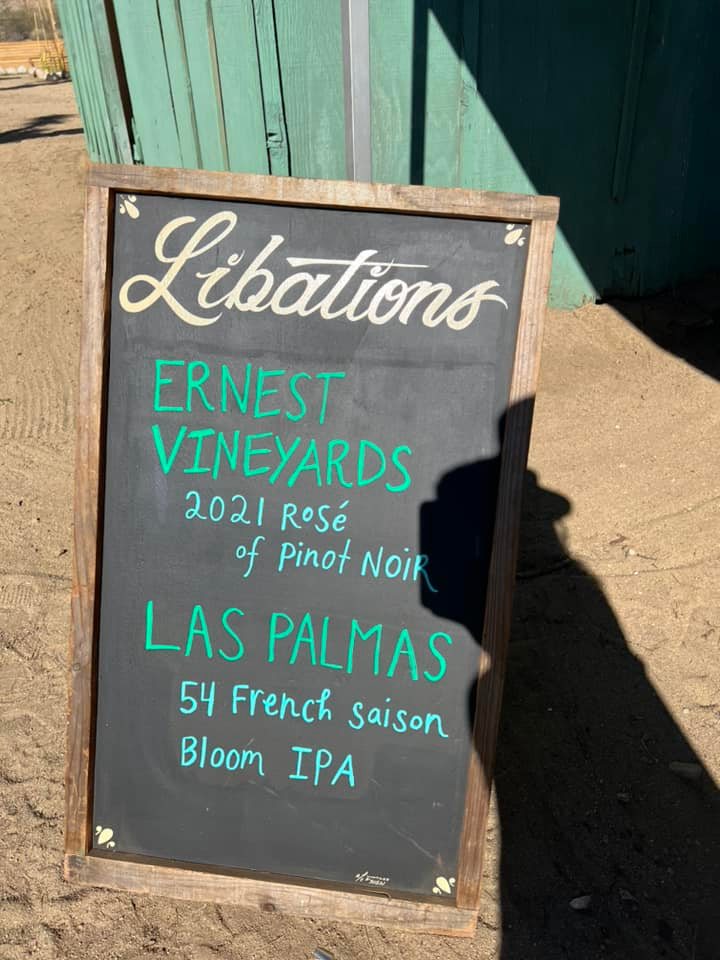 Libations
ERNEST
VINEYARDS
2021 Rosé
of Pinot Noir
LAS PALMAS
54 French Saison
Bloom IPA